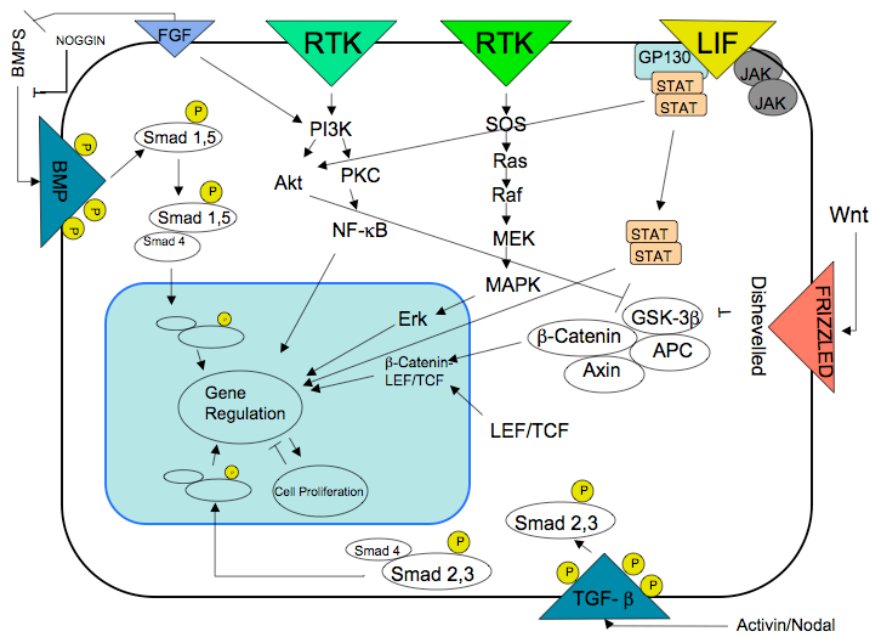 BMPS
NOGGIN
FGF
RTK
RTK
LIF
GP130
STAT
STAT
JAK
JAK
P
Smad 1,5
PI3K
SOS
P
P
P
P
BMP
Akt
PKC
Ras
Raf
P
Smad 1,5
Smad 4
NF-κB
MEK
MAPK
STAT
STAT
Wnt
FRIZZLED
Dishevelled
T
P
Erk
GSK-3β
β-Catenin
APC
Axin
β-Catenin-
LEF/TCF
Gene
Regulation
LEF/TCF
P
Cell Proliferation
P
Smad 2,3
Smad 4
P
Smad 2,3
P
P
P
TGF- β
Activin/Nodal